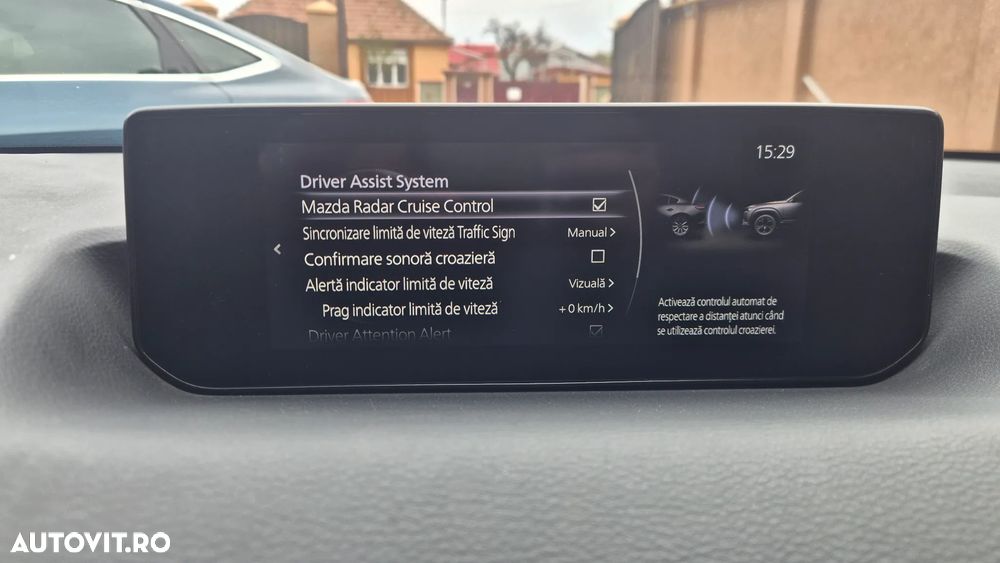 15:29
Driver Assist System
Mazda Radar Cruise Control
Sincronizare limită de viteză Traffic Sign Manual >
Confirmare sonoră croazieră
Alertă indicator limită de viteză Vizuală >
Prag indicator limită de viteză +0 km/h >
Driver Attention Alert
Activează controlul automat de
respectare a distanței atunci când
se utilizează controlul croazierei.
AUTOVIT.RO